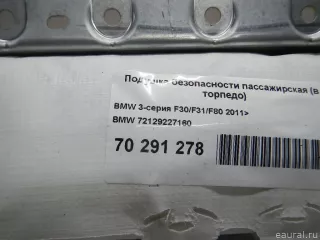 Подушка безопасности пассажирская (в
торпедо)
BMW 3-серия F30/F31/F80 2011>
BMW 72129227160
70 291 278
© eaural.ru